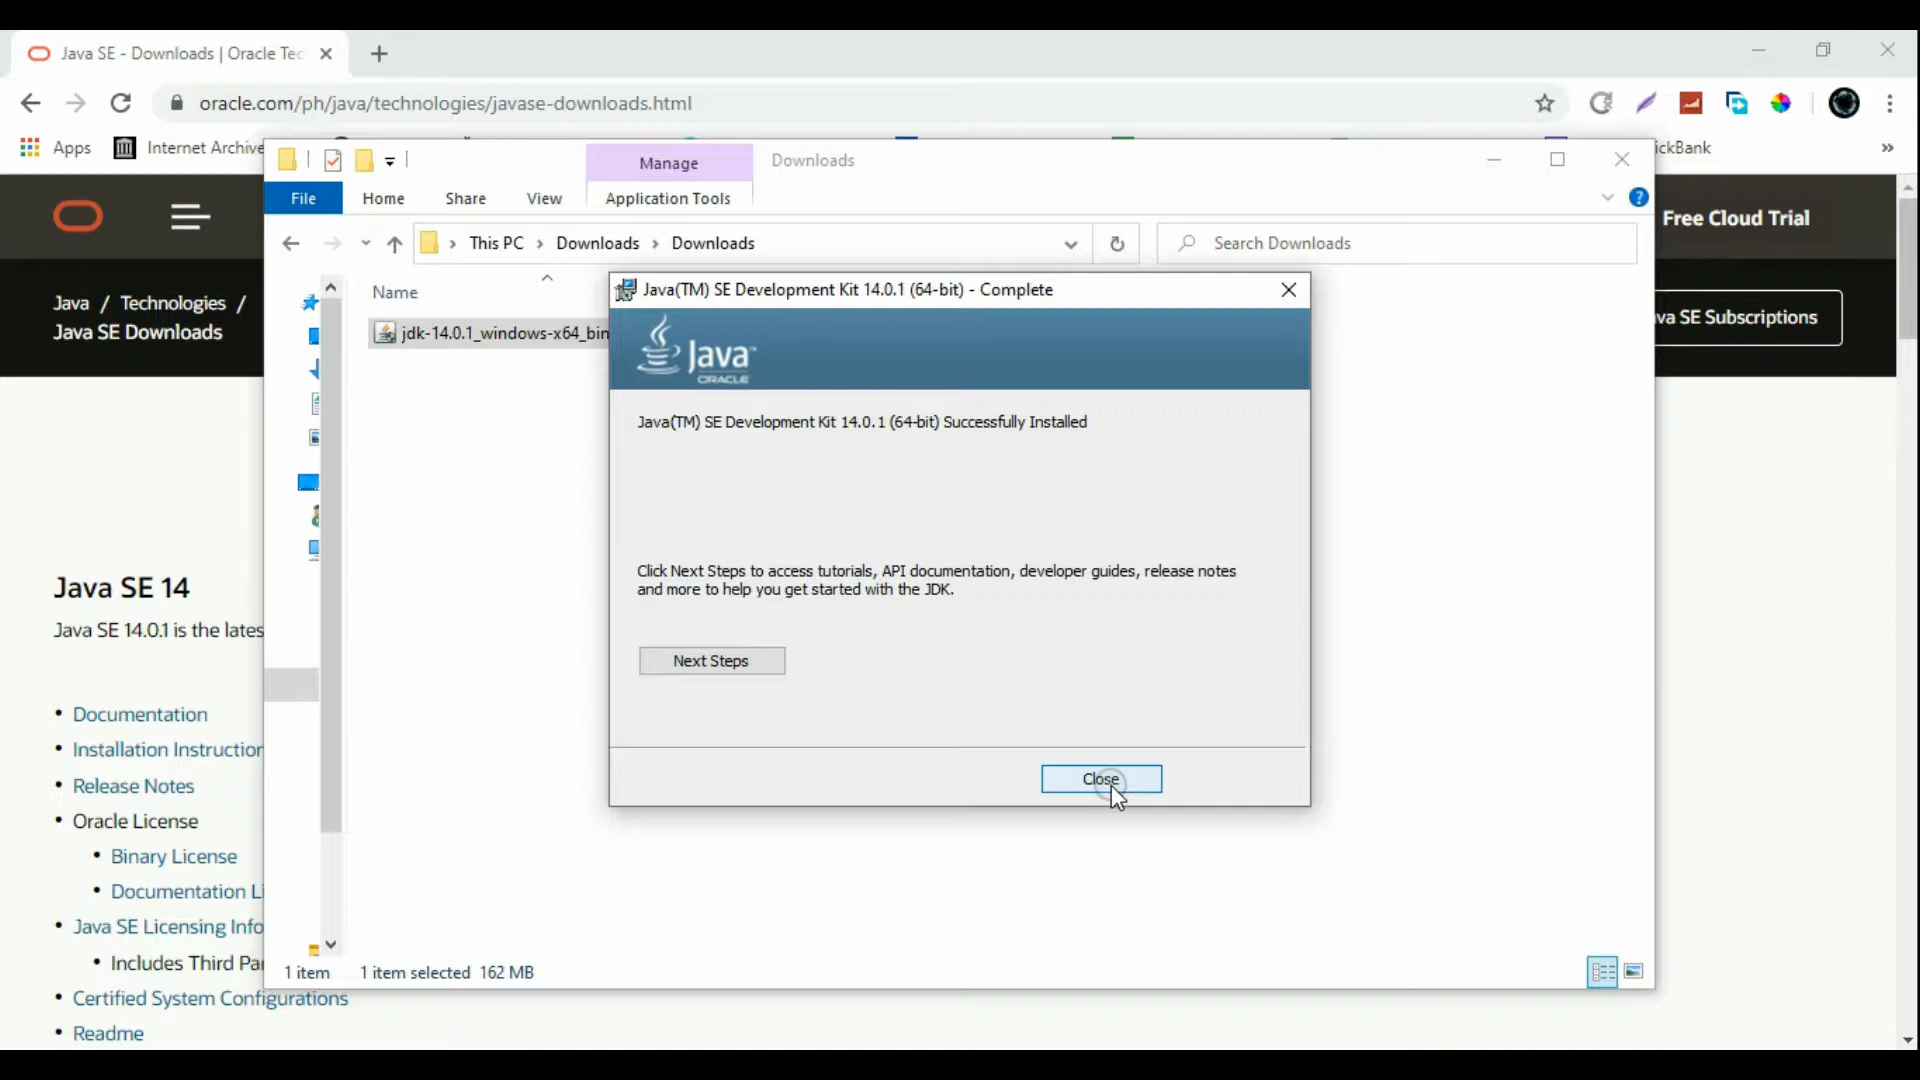 Java SE - Downloads | Oracle Tec
oracle.com/ph/java/technologies/javase-downloads.html
Apps
Internet Archive
ickBank
»
Manage
Downloads
File
Home
Share
View
Application Tools
This PC > Downloads > Downloads
Search Downloads
Free Cloud Trial
Java / Technologies /
Java SE Downloads
va SE Subscriptions
Name
jdk-14.0.1_windows-x64_bin
Java(TM) SE Development Kit 14.0.1 (64-bit) - Complete
Java™
ORACLE
Java(TM) SE Development Kit 14.0.1 (64-bit) Successfully Installed
Click Next Steps to access tutorials, API documentation, developer guides, release notes
and more to help you get started with the JDK.
Next Steps
Close
Java SE 14
Java SE 14.0.1 is the lates
• Documentation
• Installation Instruction
• Release Notes
• Oracle License
• Binary License
• Documentation Li
• Java SE Licensing Info
• Includes Third Par
• Certified System Configurations
• Readme
1 item
1 item selected 162 MB